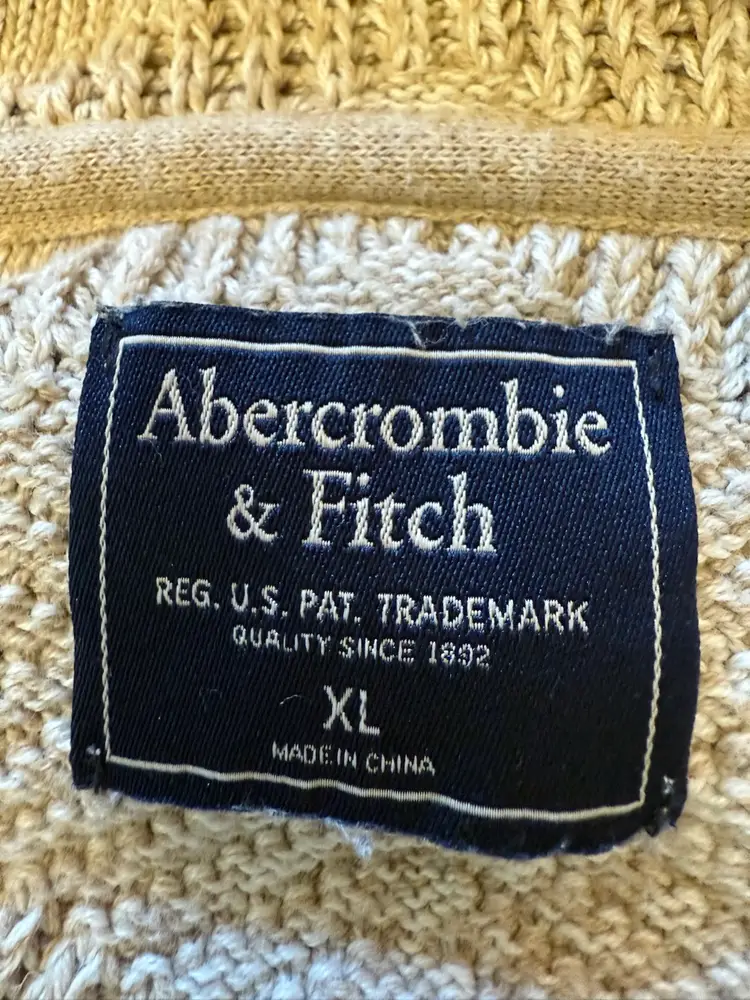 Abercrombie
& Fitch
REG. U.S. PAT. TRADEMARK
QUALITY SINCE 1892
XL
MADE IN CHINA